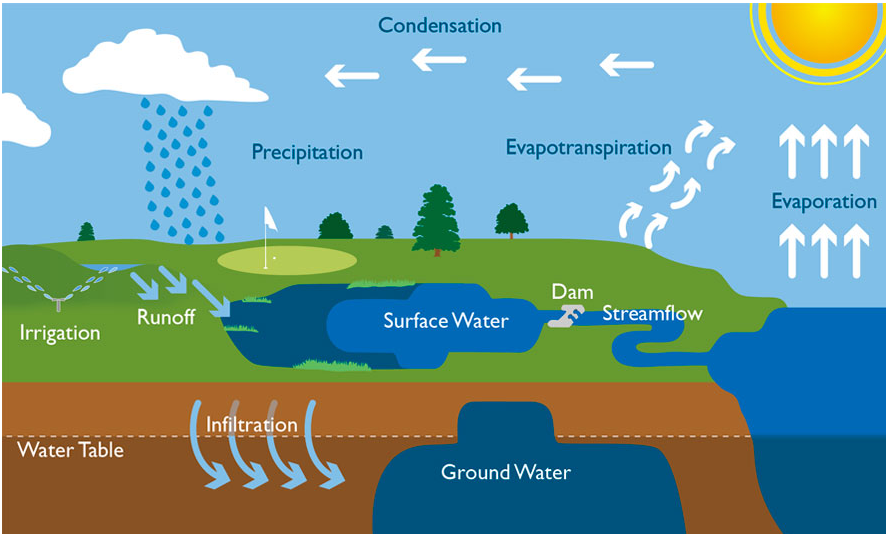 Condensation
Precipitation
Evapotranspiration
Evaporation
Irrigation
Runoff
Surface Water
Dam
Streamflow
Infiltration
Water Table
Ground Water